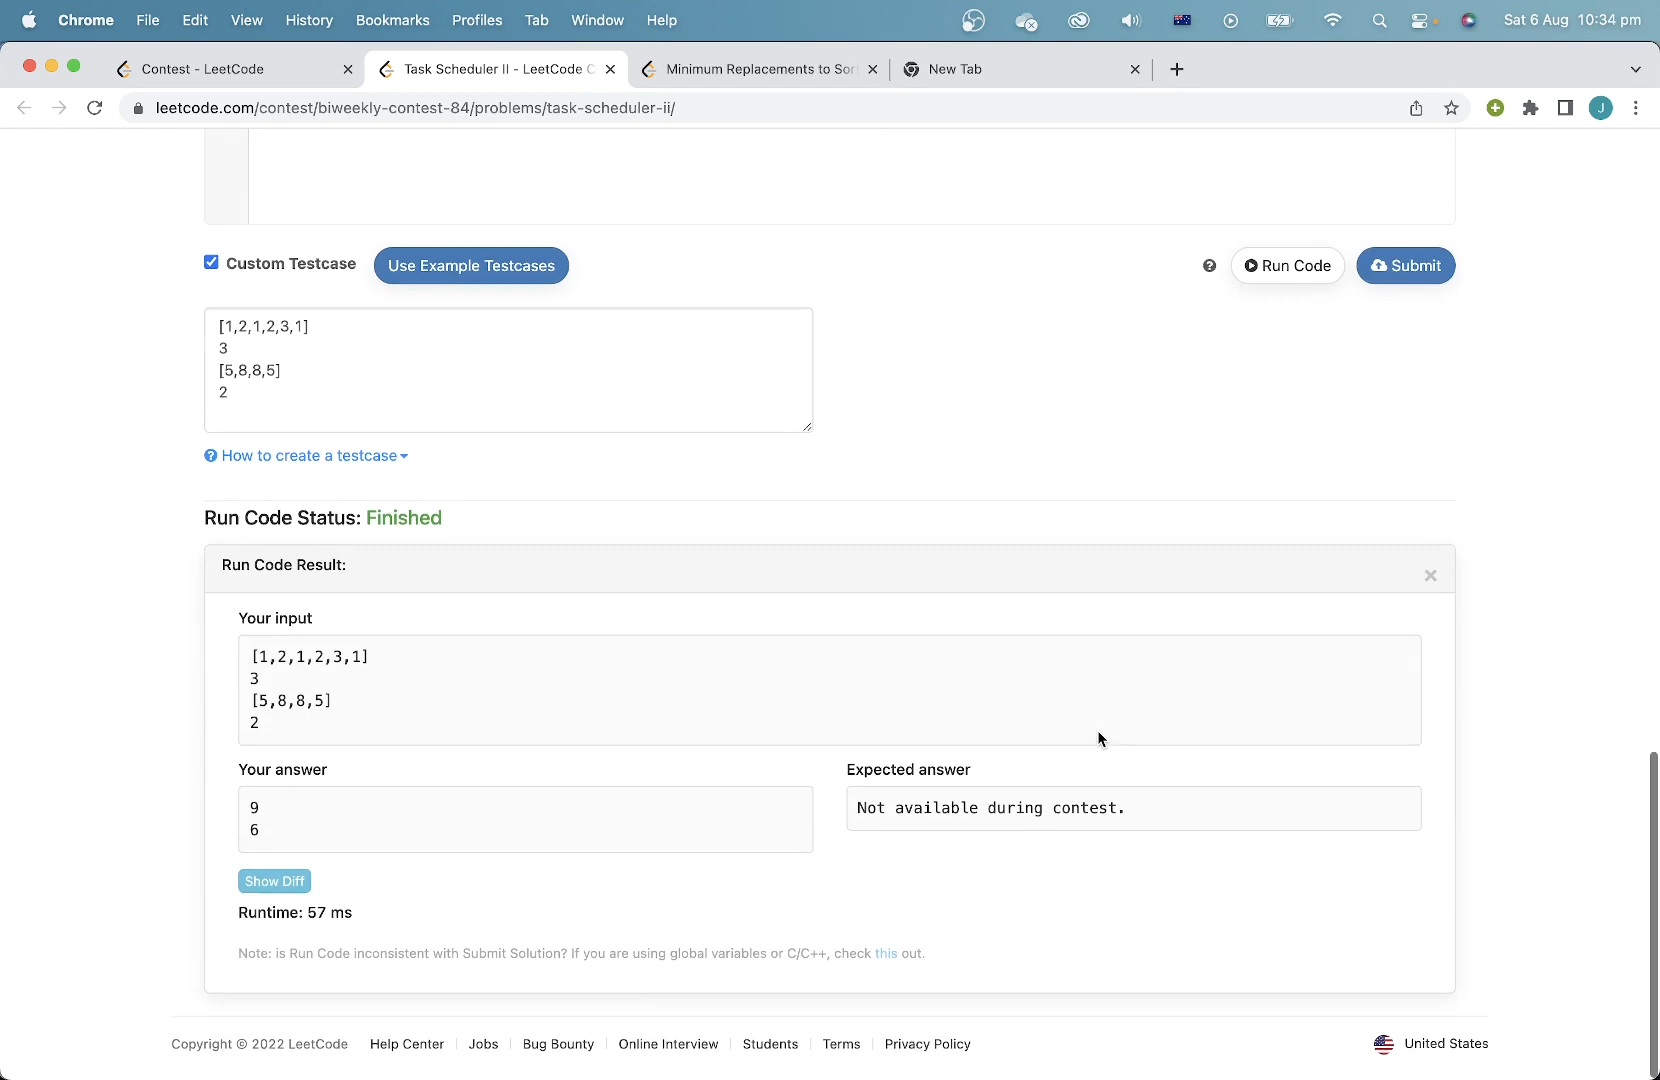 Chrome File Edit View History Bookmarks Profiles Tab Window Help Sat 6 Aug 10:34 pm
Contest - LeetCode Task Scheduler II - LeetCode C Minimum Replacements to Sor New Tab
leetcode.com/contest/biweekly-contest-84/problems/task-scheduler-ii/ J
Custom Testcase Use Example Testcases Run Code Submit
[1,2,1,2,3,1]
3
[5,8,8,5]
2
How to create a testcase
Run Code Status: Finished
Run Code Result:
Your input
[1,2,1,2,3,1]
3
[5,8,8,5]
2
Your answer Expected answer
9 Not available during contest.
6
Show Diff
Runtime: 57 ms
Note: is Run Code inconsistent with Submit Solution? If you are using global variables or C/C++, check this out.
Copyright © 2022 LeetCode Help Center Jobs Bug Bounty Online Interview Students Terms Privacy Policy United States